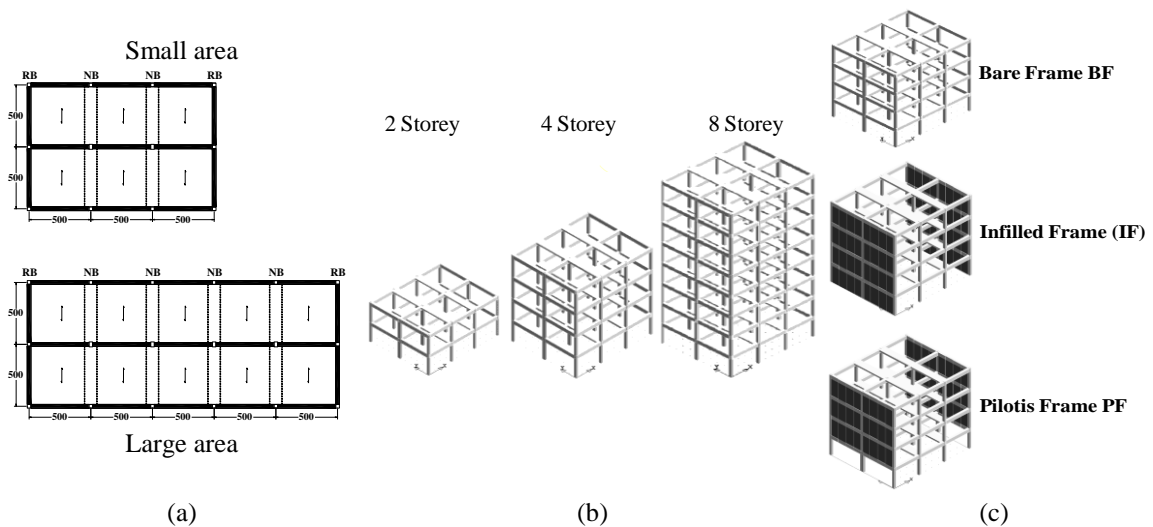 Small area
RB NB NB RB
500
500
500 500 500
RB NB NB NB NB RB
500
500
500 500 500 500 500
Large area
(a)
2 Storey 4 Storey 8 Storey
(b)
Bare Frame BF
Infilled Frame (IF)
Pilotis Frame PF
(c)